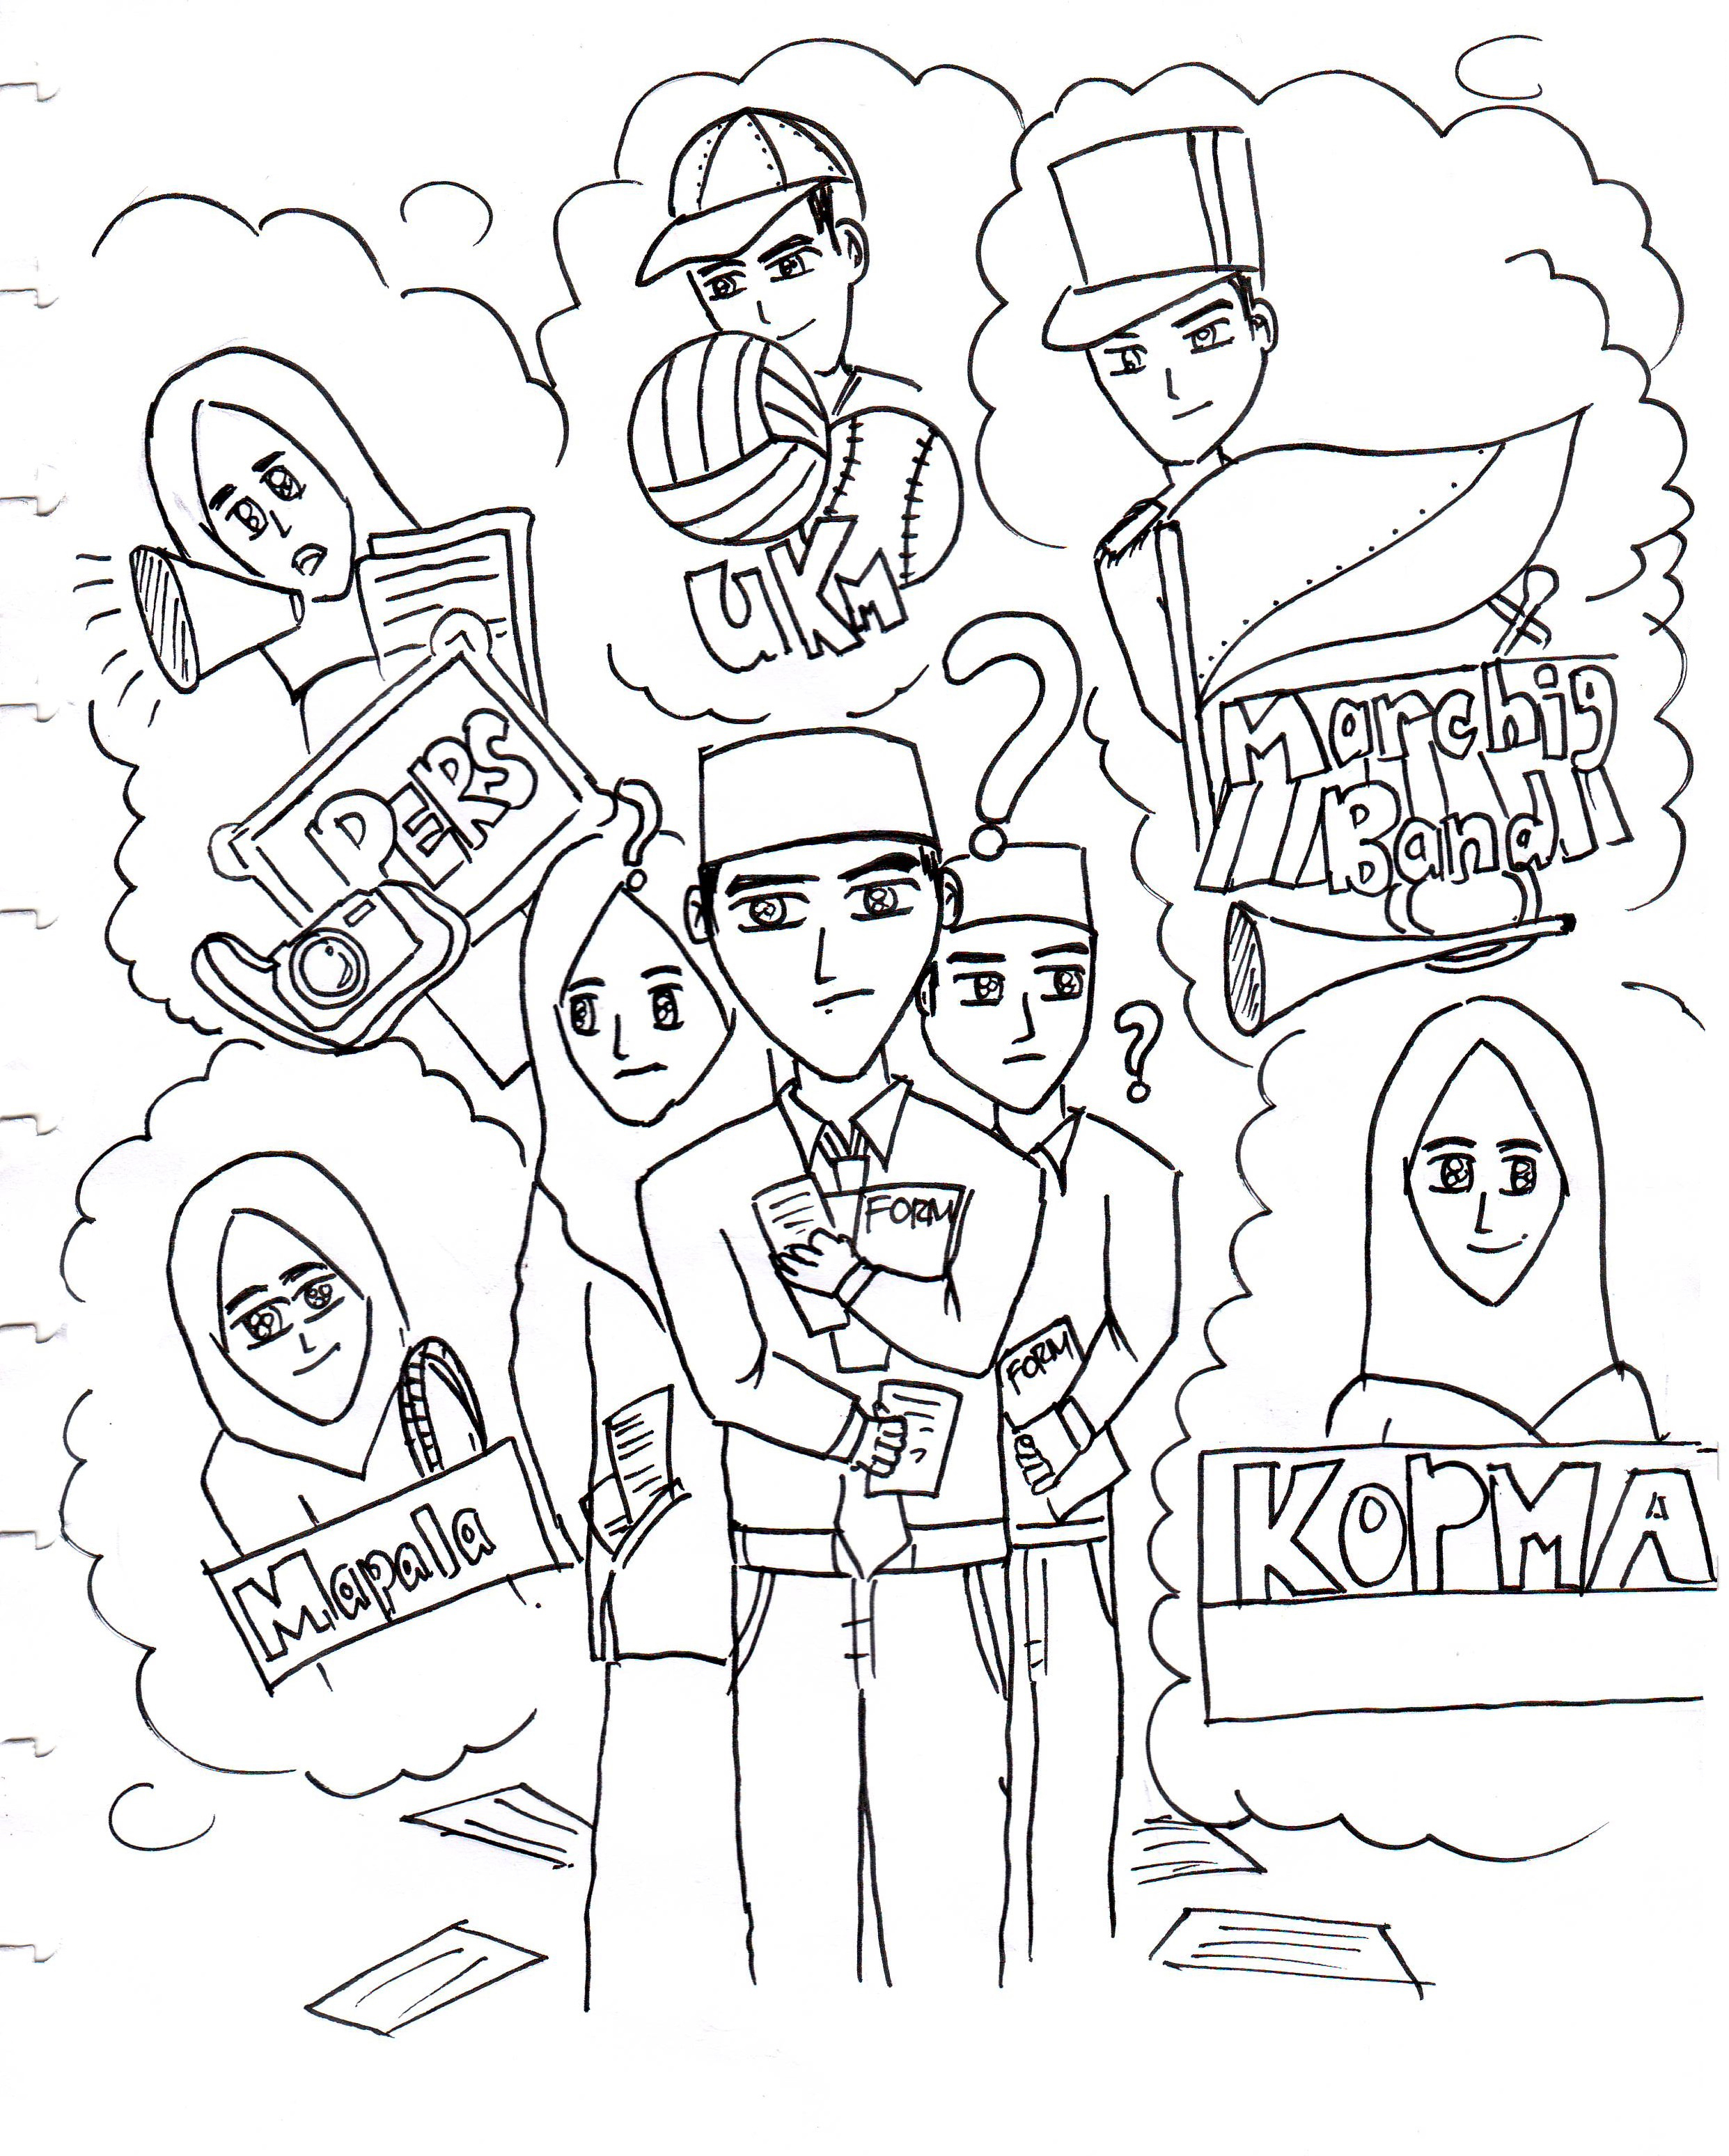 UKM
Marchig
Band
PERS
?
?
?
FORM
FORM
Mapala
KOPMA